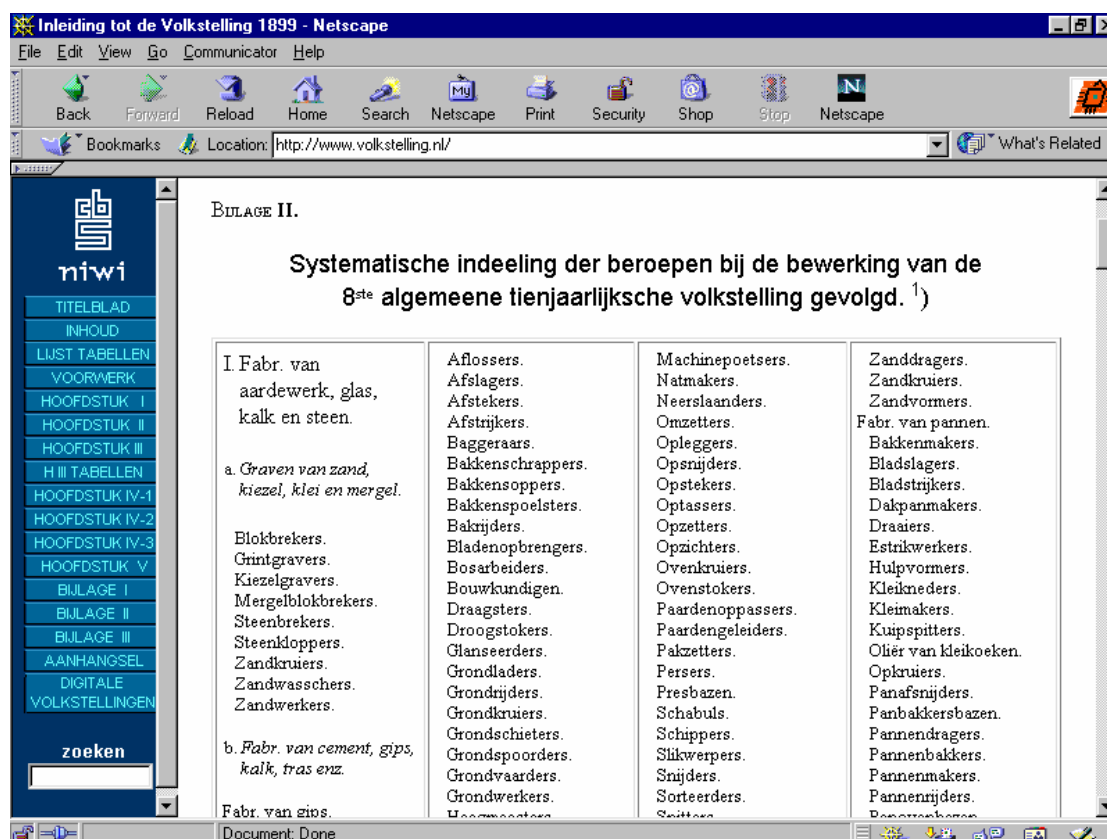 Inleiding tot de Volkstelling 1899 - Netscape
File Edit View Go Communicator Help
Back Forward Reload Home Search Netscape Print Security Shop Stop Netscape
Bookmarks Location: http://www.volkstelling.nl/ What's Related
niwi
TITELBLAD
INHOUD
LIJST TABELLEN
VOORWERK
HOOFDSTUK I
HOOFDSTUK II
HOOFDSTUK III
H III TABELLEN
HOOFDSTUK IV-1
HOOFDSTUK IV-2
HOOFDSTUK IV-3
HOOFDSTUK V
BIJLAGE I
BIJLAGE II
BIJLAGE III
AANHANGSEL
DIGITALE
VOLKSTELLINGEN
zoeken
BIJLAGE II.
Systematische indeeling der beroepen bij de bewerking van de
8ste algemeene tienjaarlijksche volkstelling gevolgd. 1)
I. Fabr. van
aardewerk, glas,
kalk en steen.
a. Graven van zand,
kiezel, klei en mergel.
Blokbrekers.
Grintgravers.
Kiezelgravers.
Mergelblokbrekers.
Steenbrekers.
Steenkloppers.
Zandkruiers.
Zandwasschers.
Zandwerkers.
b. Fabr. van cement, gips,
kalk, tras enz.
Fabr. van gips.
Aflossers.
Afslagers.
Afstekers.
Afstrijkers.
Baggeraars.
Bakkenschrappers.
Bakkensoppers.
Bakkenspoelsters.
Bakrijders.
Bladenopbrengers.
Bosarbeiders.
Bouwkundigen.
Draagsters.
Droogstokers.
Glanseerders.
Grondladers.
Grondrijders.
Grondkruiers.
Grondschieters.
Grondspoorders.
Grondvaarders.
Grondwerkers.
Machinepoetsers.
Natmakers.
Neerslaanders.
Omzetters.
Opleggers.
Opsnijders.
Opstekers.
Optassers.
Opzetters.
Opzichters.
Ovenkruiers.
Ovenstokers.
Paardenoppassers.
Paardengeleiders.
Pakzetters.
Persers.
Presbazen.
Schabuls.
Schippers.
Slikwerpers.
Snijders.
Sorteerders.
Zanddragers.
Zandkruiers.
Zandvormers.
Fabr. van pannen.
Bakkenmakers.
Bladslagers.
Bladstrijkers.
Dakpanmakers.
Draaiers.
Estrikwerkers.
Hulpvormers.
Kleikneders.
Kleimakers.
Kuipspitters.
Oliër van kleikoeken.
Opkruiers.
Panafsnijders.
Panbakkersbazen.
Pannendragers.
Pannenbakkers.
Pannenmakers.
Pannenrijders.
Document: Done